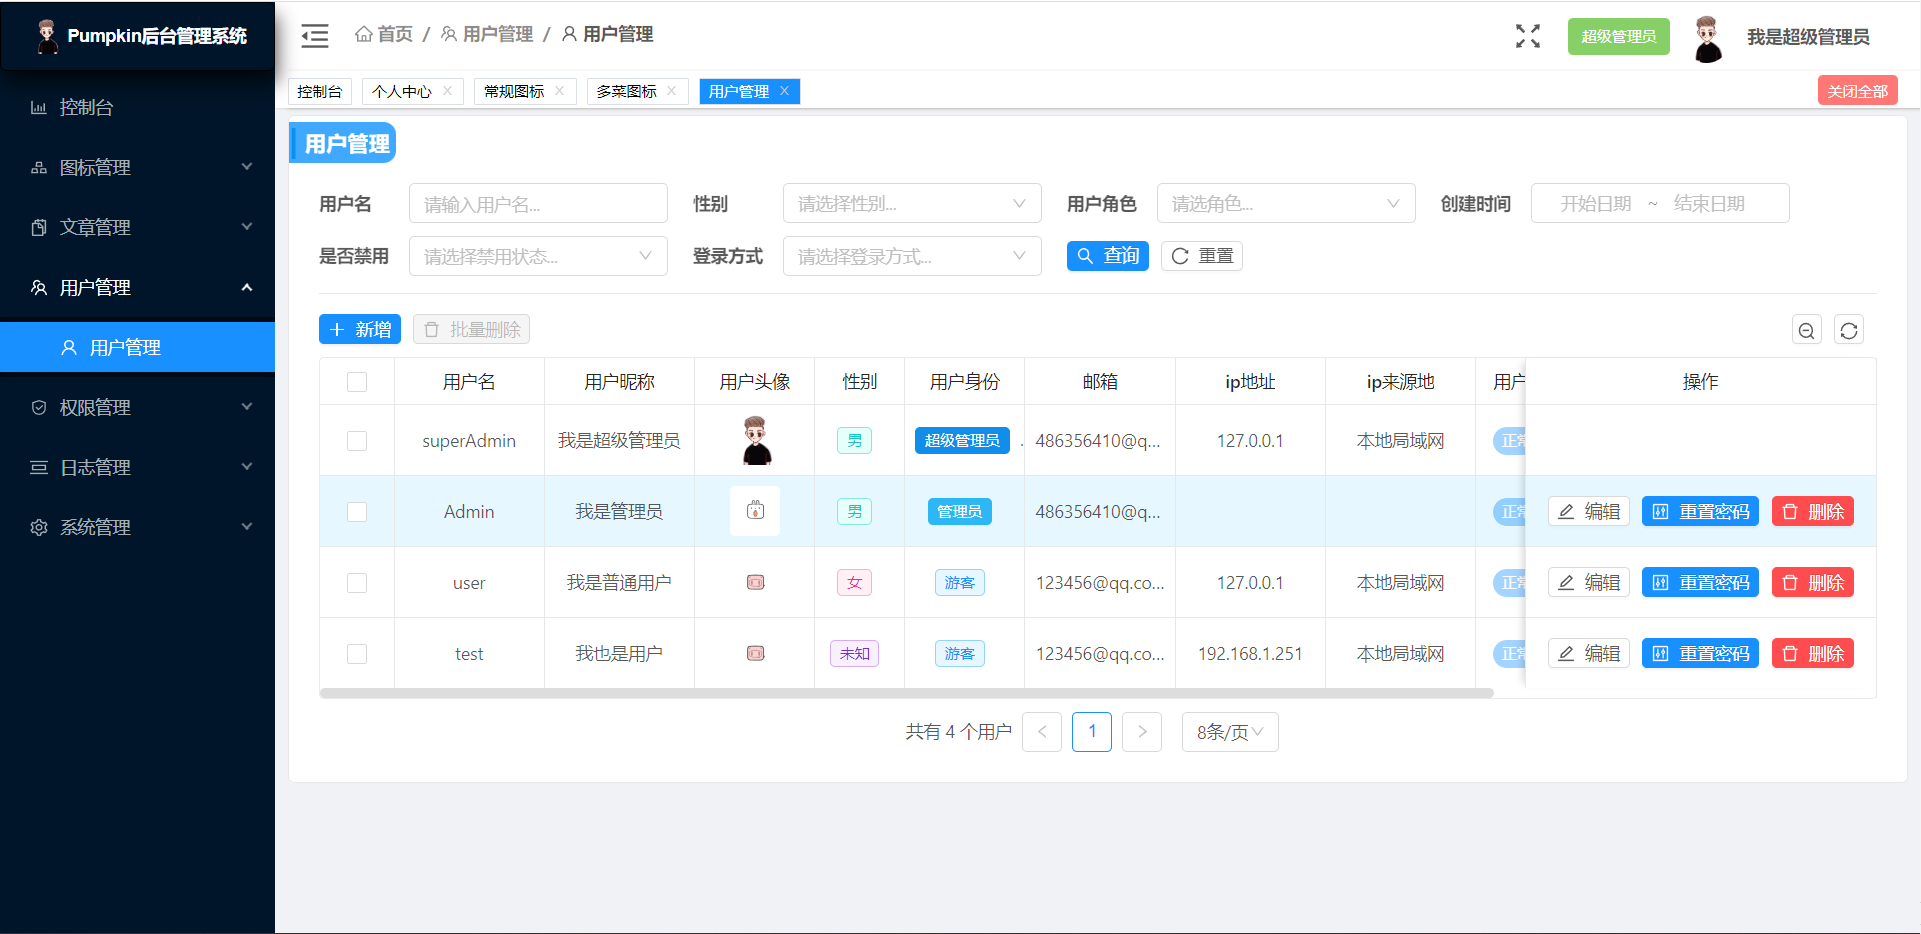 Pumpkin后台管理系统
首页 / 用户管理 / 用户管理
超级管理员
我是超级管理员
控制台
个人中心
常规图标
多菜图标
用户管理
关闭全部
控制台
图标管理
文章管理
用户管理
用户管理
权限管理
日志管理
系统管理
用户管理
用户名 请输入用户名... 性别 请选择性别... 用户角色 请选角色... 创建时间 开始日期 ~ 结束日期
是否禁用 请选择禁用状态... 登录方式 请选择登录方式... 查询 重置
新增 批量删除
用户名 用户昵称 用户头像 性别 用户身份 邮箱 ip地址 ip来源地 用户 操作
superAdmin 我是超级管理员 男 超级管理员 . 486356410@q... 127.0.0.1 本地局域网 正常
Admin 我是管理员 男 管理员 486356410@q... 正常 编辑 重置密码 删除
user 我是普通用户 女 游客 123456@qq.co... 127.0.0.1 本地局域网 正常 编辑 重置密码 删除
test 我也是用户 未知 游客 123456@qq.co... 192.168.1.251 本地局域网 正常 编辑 重置密码 删除
共有 4 个用户 < 1 > 8条/页